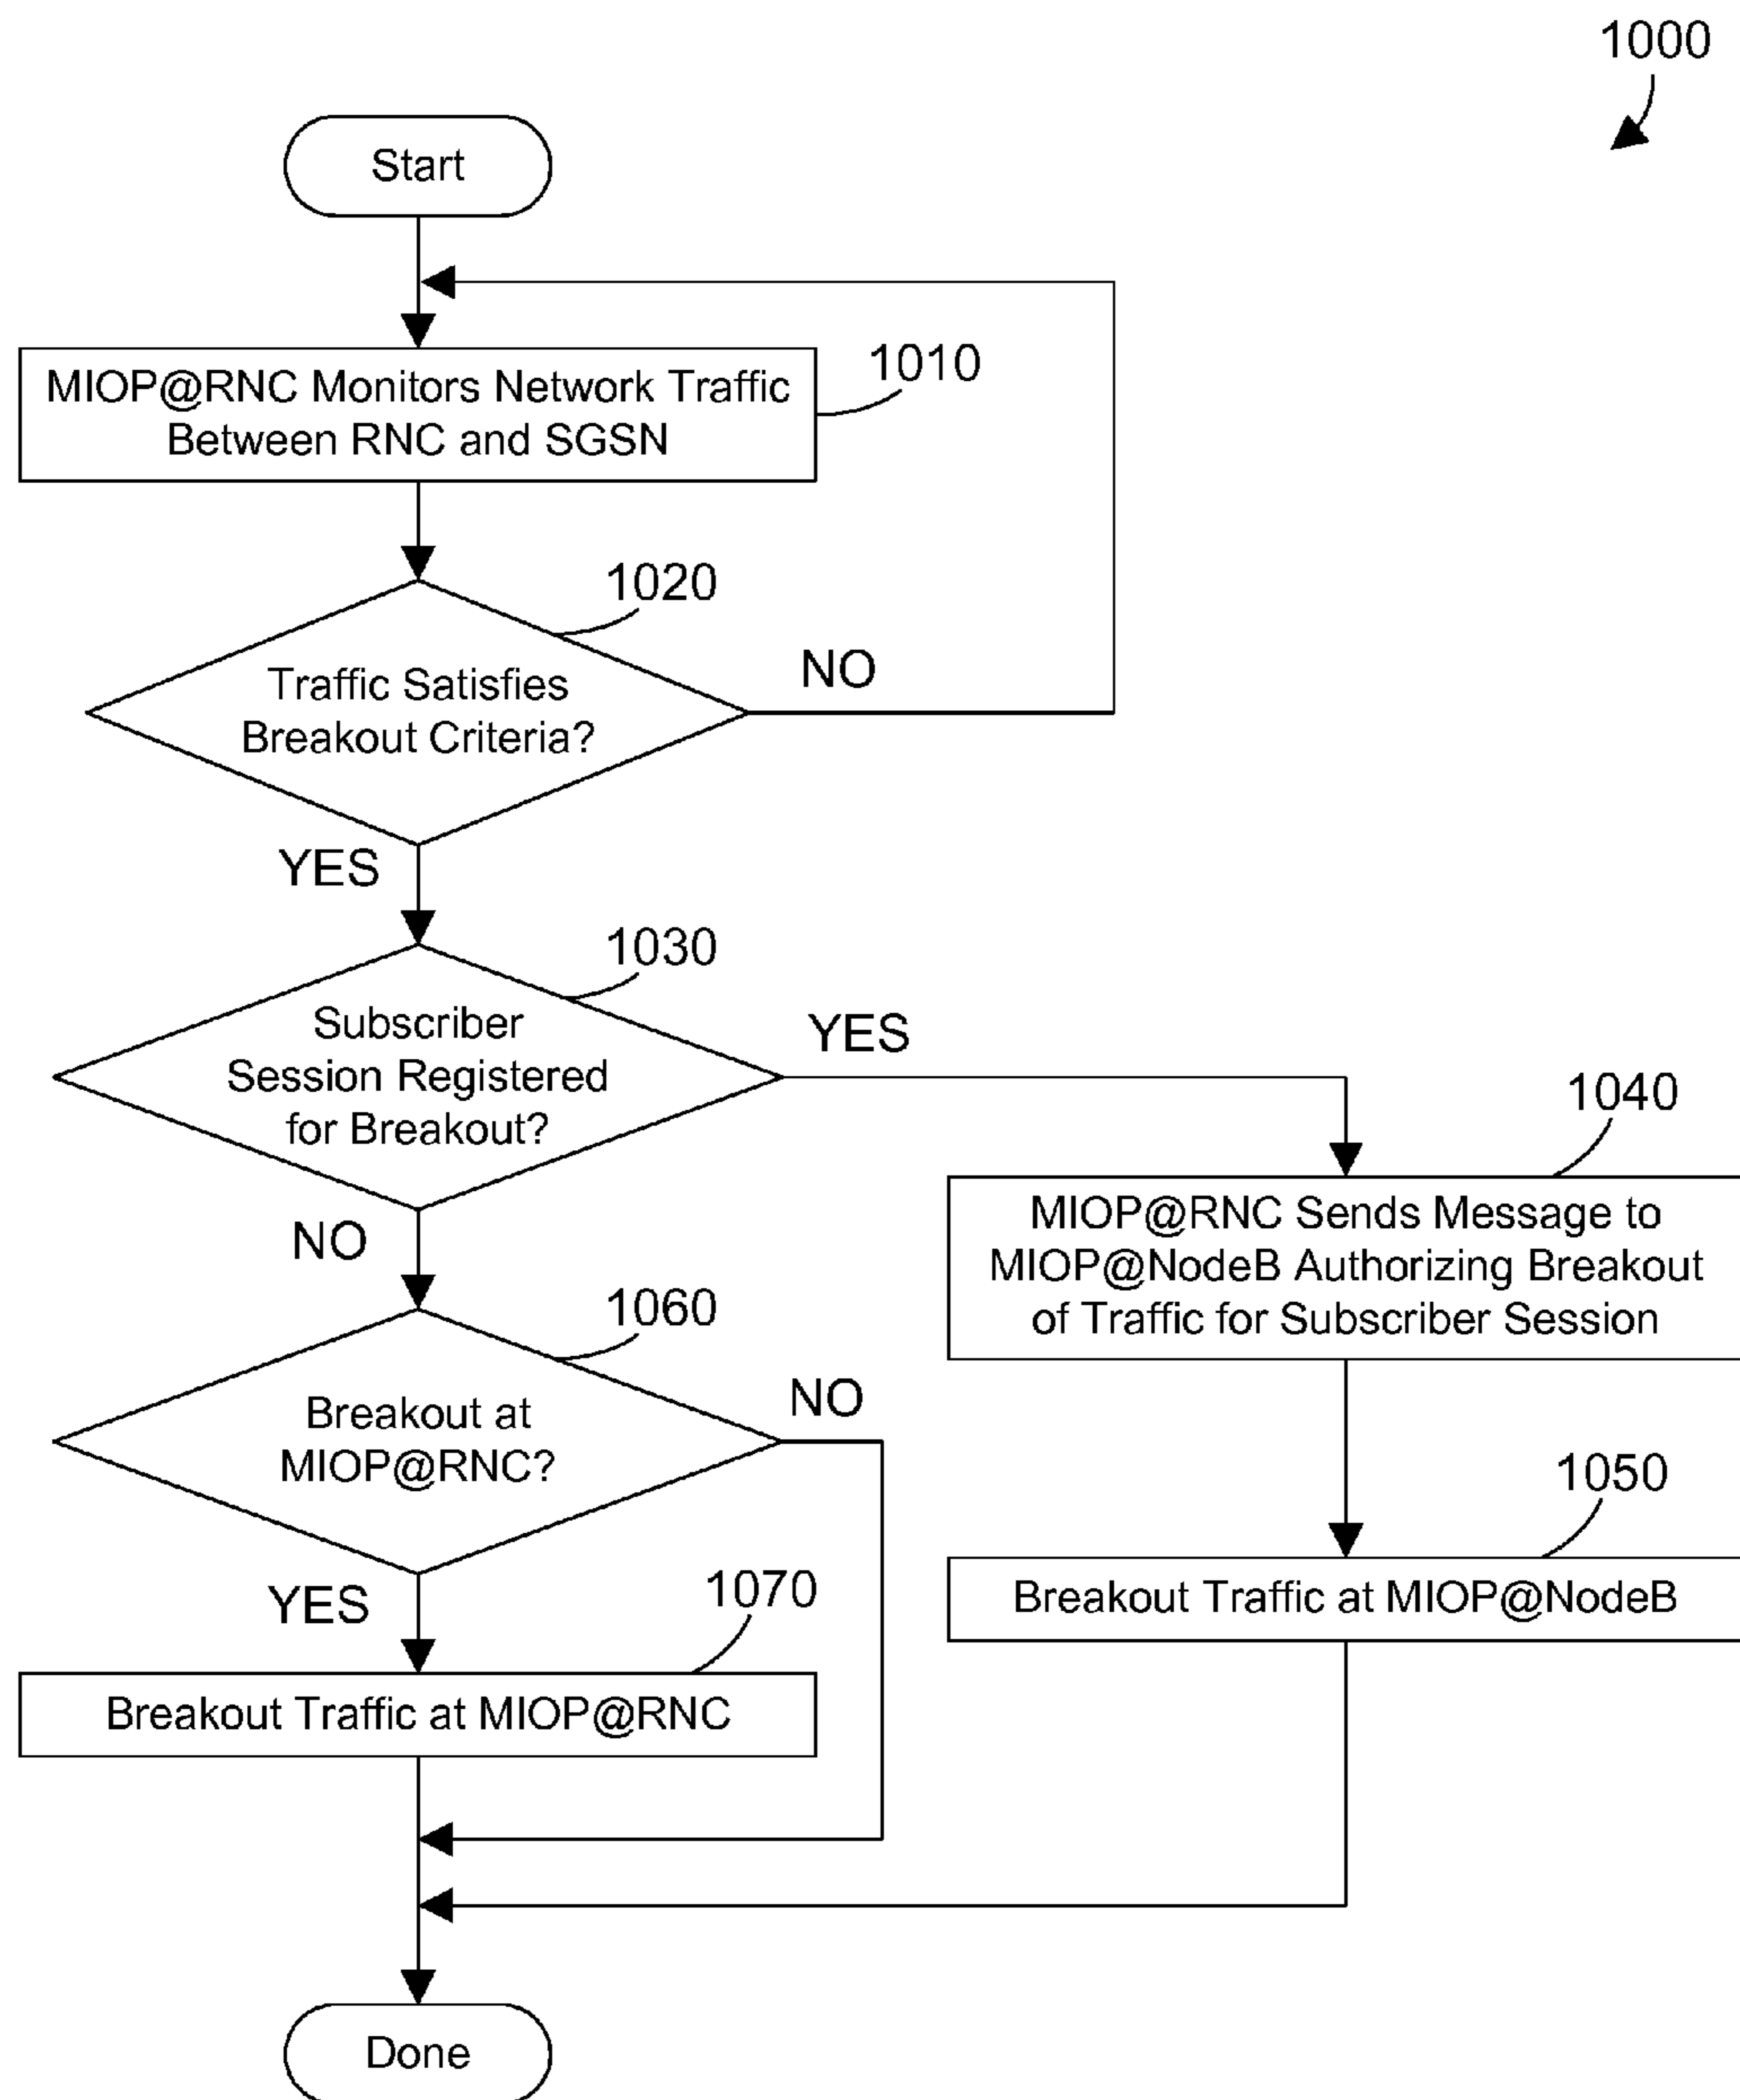 1000
Start
MIOP@RNC Monitors Network Traffic
Between RNC and SGSN
1010
1020
Traffic Satisfies
Breakout Criteria?
NO
YES
1030
Subscriber
Session Registered
for Breakout?
YES
NO
1040
MIOP@RNC Sends Message to
MIOP@NodeB Authorizing Breakout
of Traffic for Subscriber Session
1060
Breakout at
MIOP@RNC?
NO
YES
1050
Breakout Traffic at MIOP@NodeB
1070
Breakout Traffic at MIOP@RNC
Done